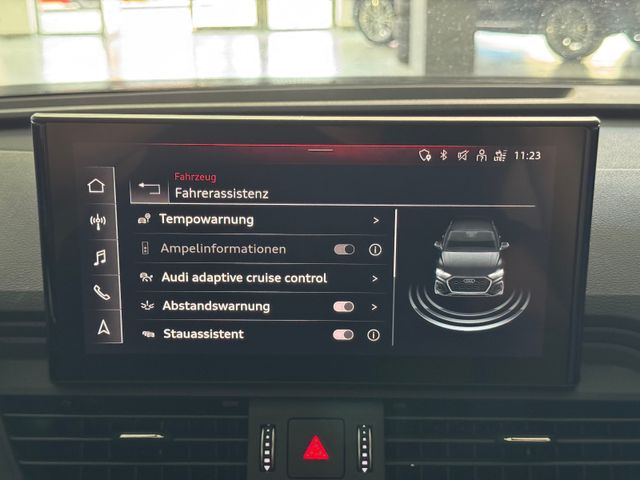 11:23
Fahrzeug
Fahrerassistenz
Tempowarnung
Ampelinformationen
Audi adaptive cruise control
Abstandswarnung
Stauassistent